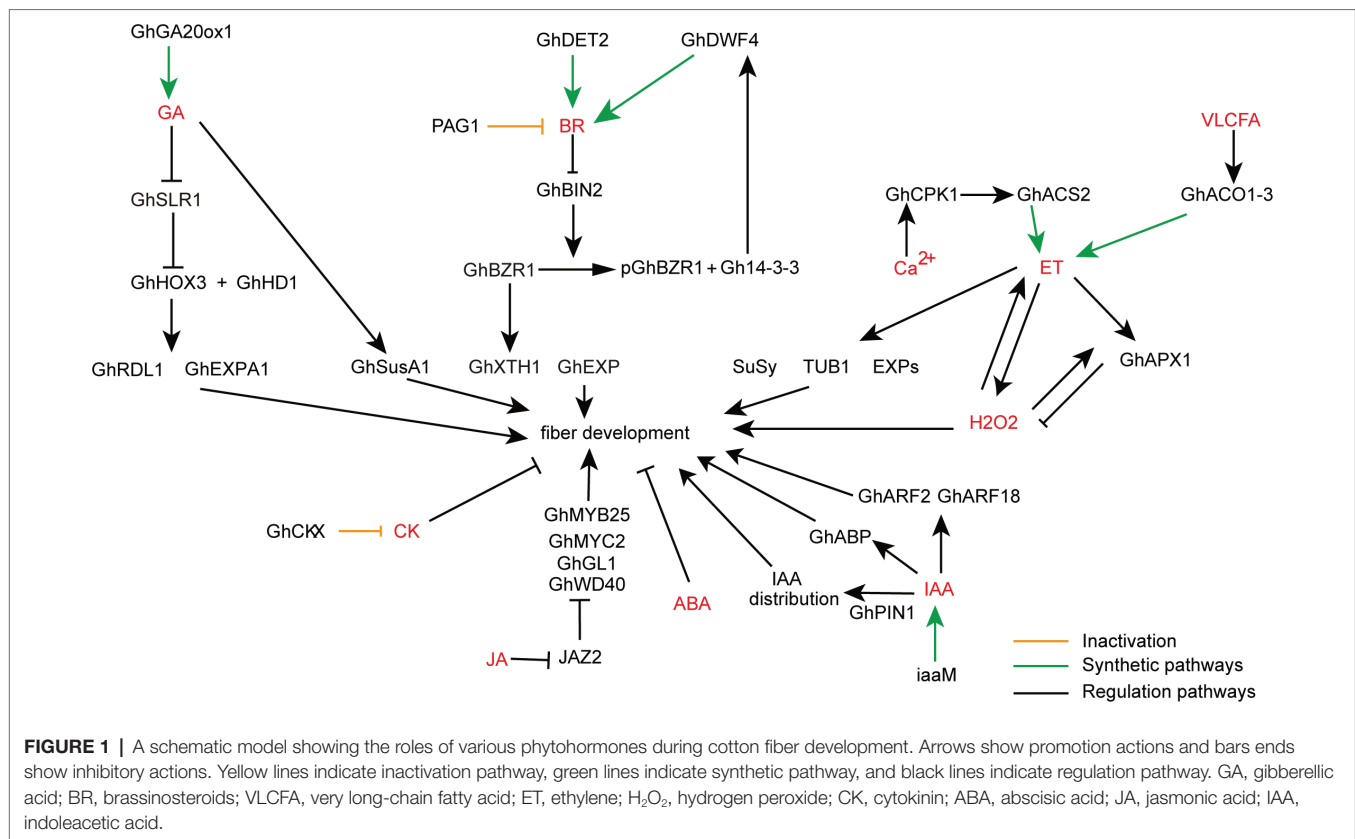 GhGA20ox1
GhDET2
GhDWF4
GA
PAG1
BR
VLCFA
GhSLR1
GhBIN2
GhCPK1
GhACS2
GhACO1-3
GhHOX3 + GhHD1
GhBZR1
pGhBZR1 + Gh14-3-3
Ca2+
ET
GhRDL1
GhEXPA1
GhSusA1
GhXTH1
GhEXP
SuSy
TUB1
EXPs
GhAPX1
fiber development
H2O2
GhCKX
CK
GhMYB25
GhMYC2
GhGL1
GhWD40
GhARF2 GhARF18
GhABP
IAA
distribution
GhPIN1
IAA
ABA
JA
JAZ2
iaaM
Inactivation
Synthetic pathways
Regulation pathways
FIGURE 1 | A schematic model showing the roles of various phytohormones during cotton fiber development. Arrows show promotion actions and bars ends
show inhibitory actions. Yellow lines indicate inactivation pathway, green lines indicate synthetic pathway, and black lines indicate regulation pathway. GA, gibberellic
acid; BR, brassinosteroids; VLCFA, very long-chain fatty acid; ET, ethylene; H₂O₂, hydrogen peroxide; CK, cytokinin; ABA, abscisic acid; JA, jasmonic acid; IAA,
indoleacetic acid.